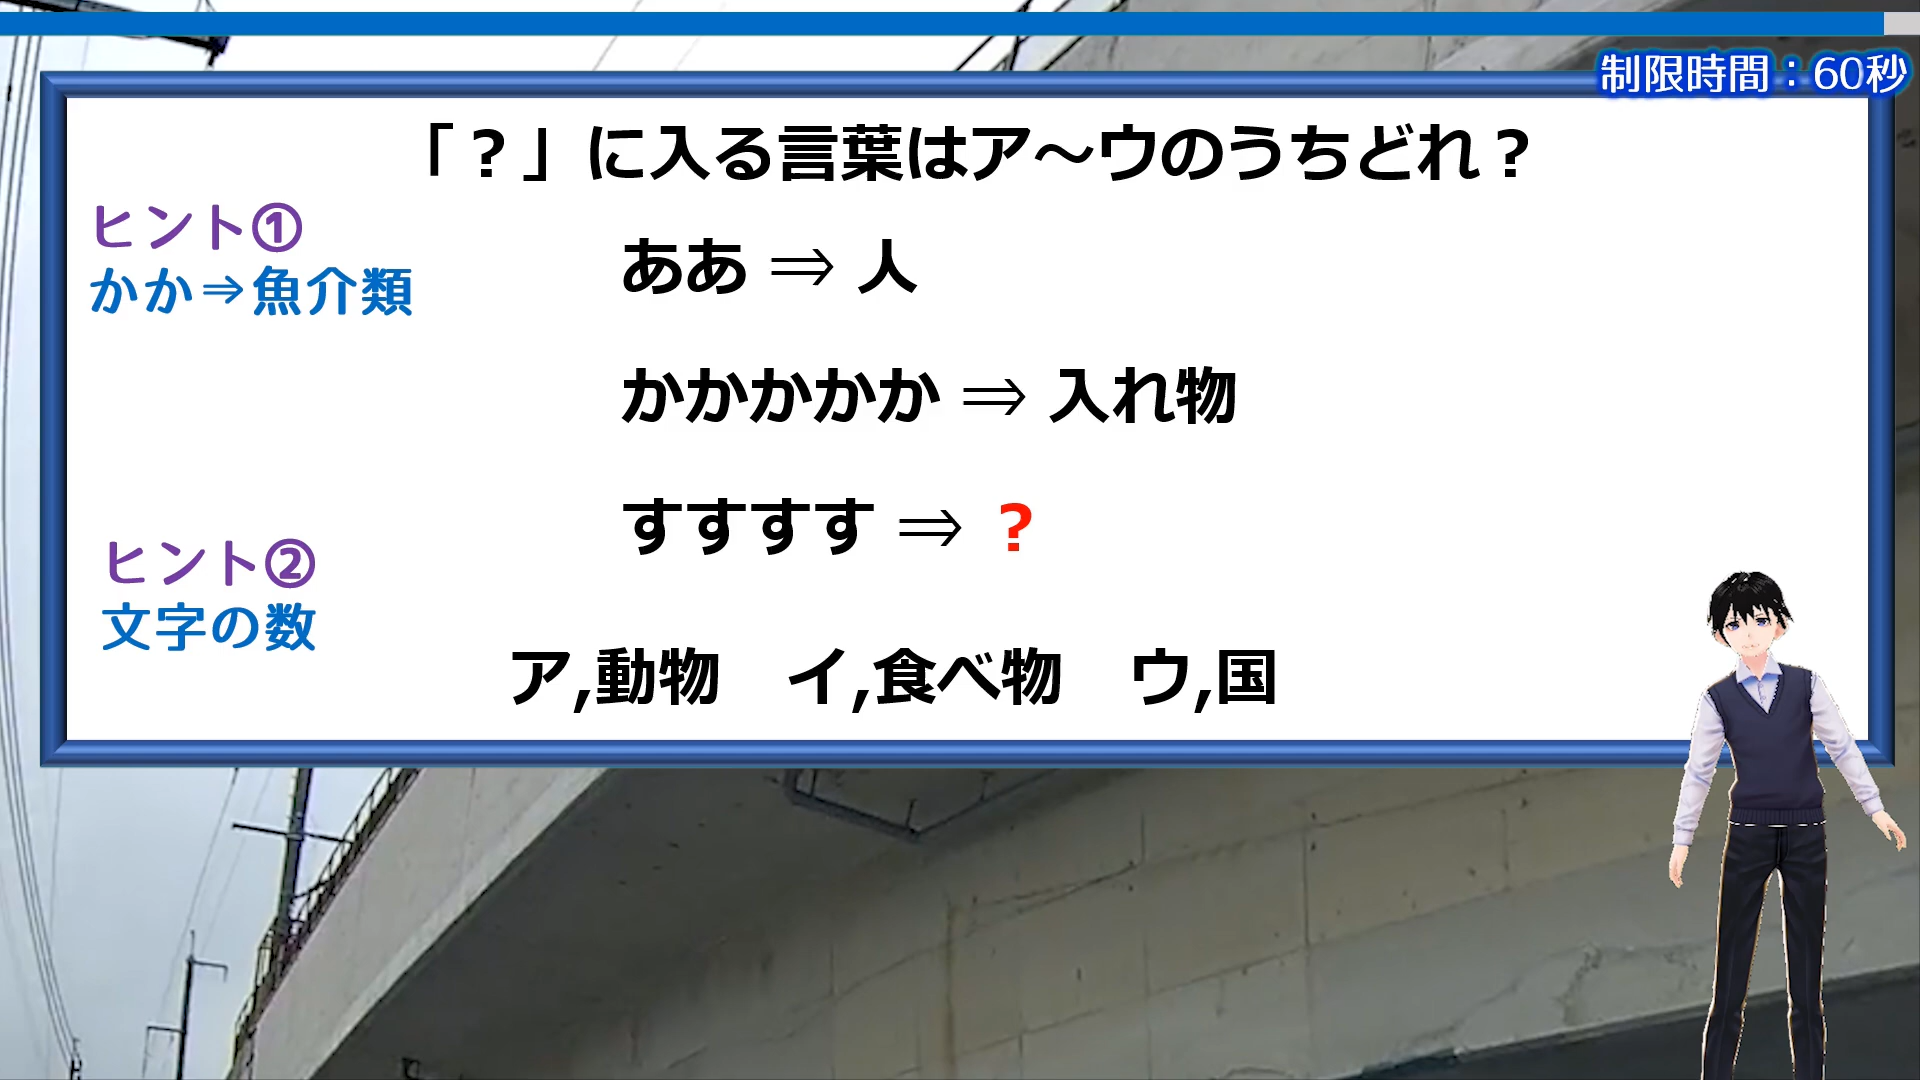 制限時間：60秒
「？」に入る言葉はア～ウのうちどれ？
ヒント①
かか⇒魚介類
ああ ⇒ 人
かかかかか ⇒ 入れ物
すすすす ⇒ ？
ヒント②
文字の数
ア,動物　イ,食べ物　ウ,国